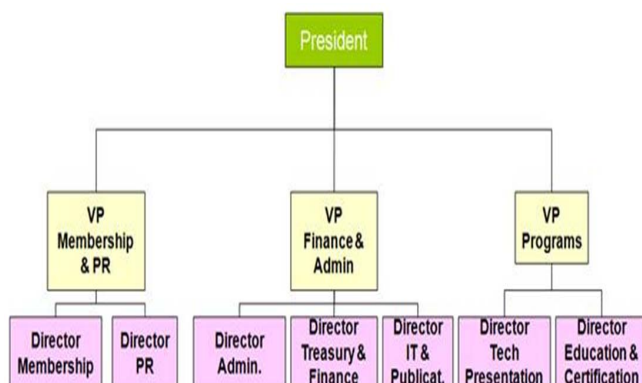 President
VP
Membership
& PR
VP
Finance &
Admin
VP
Programs
Director
Membership
Director
PR
Director
Admin.
Director
Treasury &
Finance
Director
IT &
Publicat.
Director
Tech
Presentation
Director
Education &
Certification